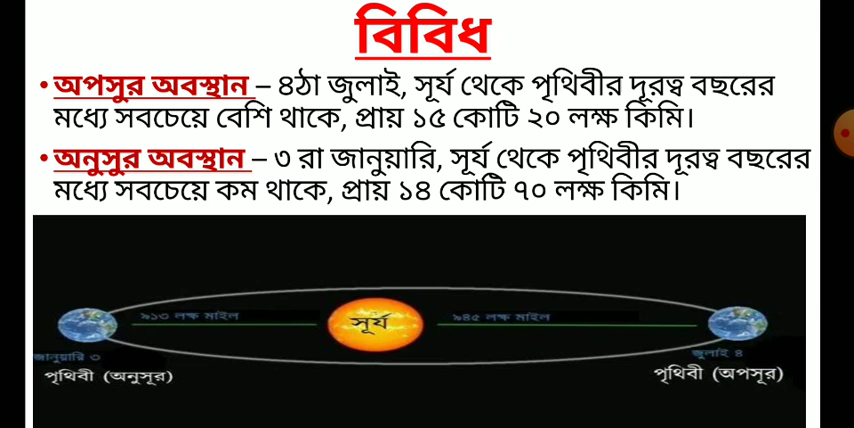 বিবিধ
• অপসুর অবস্থান – ৪ঠা জুলাই, সূর্য থেকে পৃথিবীর দূরত্ব বছরের
মধ্যে সবচেয়ে বেশি থাকে, প্রায় ১৫ কোটি ২০ লক্ষ কিমি।
• অনুসুর অবস্থান – ৩ রা জানুয়ারি, সূর্য থেকে পৃথিবীর দূরত্ব বছরের
মধ্যে সবচেয়ে কম থাকে, প্রায় ১৪ কোটি ৭০ লক্ষ কিমি।
৯১৩ লক্ষ মাইল
সূর্য
৯৪৫ লক্ষ মাইল
জানুয়ারি ৩
জুলাই ৪
পৃথিবী (অনুসূর)
পৃথিবী (অপসূর)